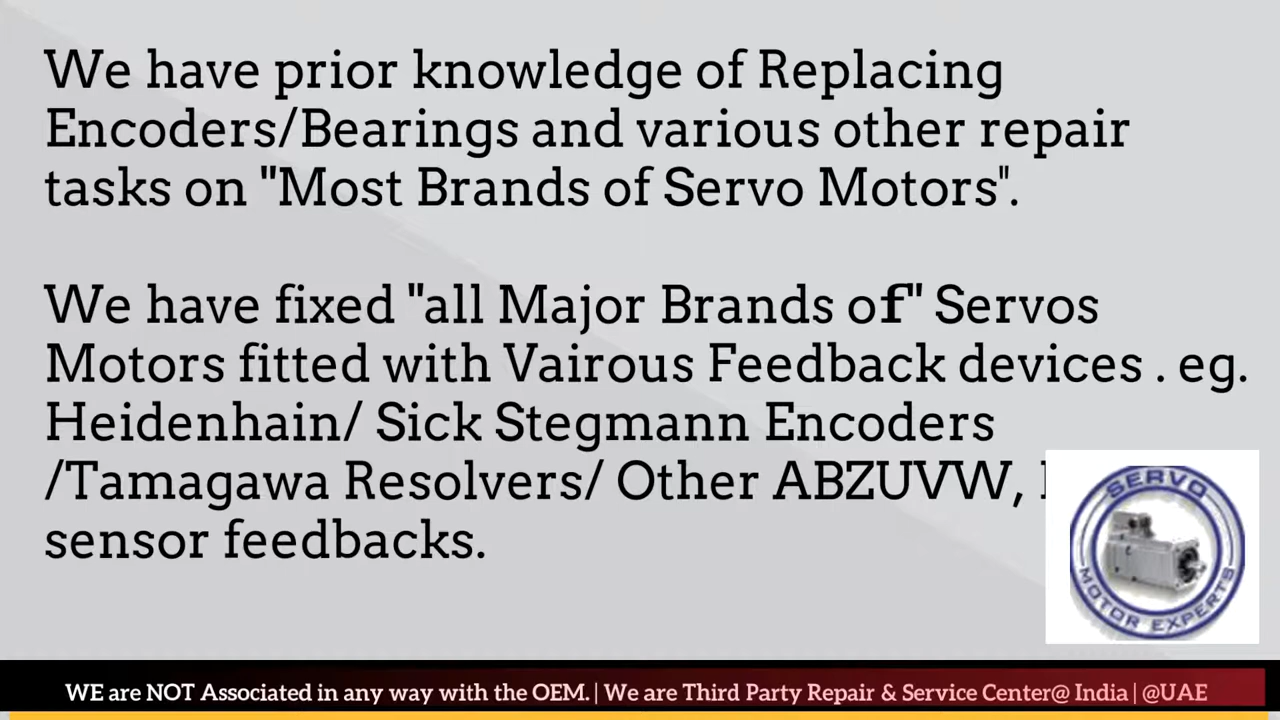 We have prior knowledge of Replacing
Encoders/Bearings and various other repair
tasks on "Most Brands of Servo Motors".
We have fixed "all Major Brands of" Servos
Motors fitted with Vairous Feedback devices . eg.
Heidenhain/ Sick Stegmann Encoders
/Tamagawa Resolvers/ Other ABZUVW,
sensor feedbacks.
SERVO
MOTOR EXPERTS
WE are NOT Associated in any way with the OEM. | We are Third Party Repair & Service Center@ India | @UAE